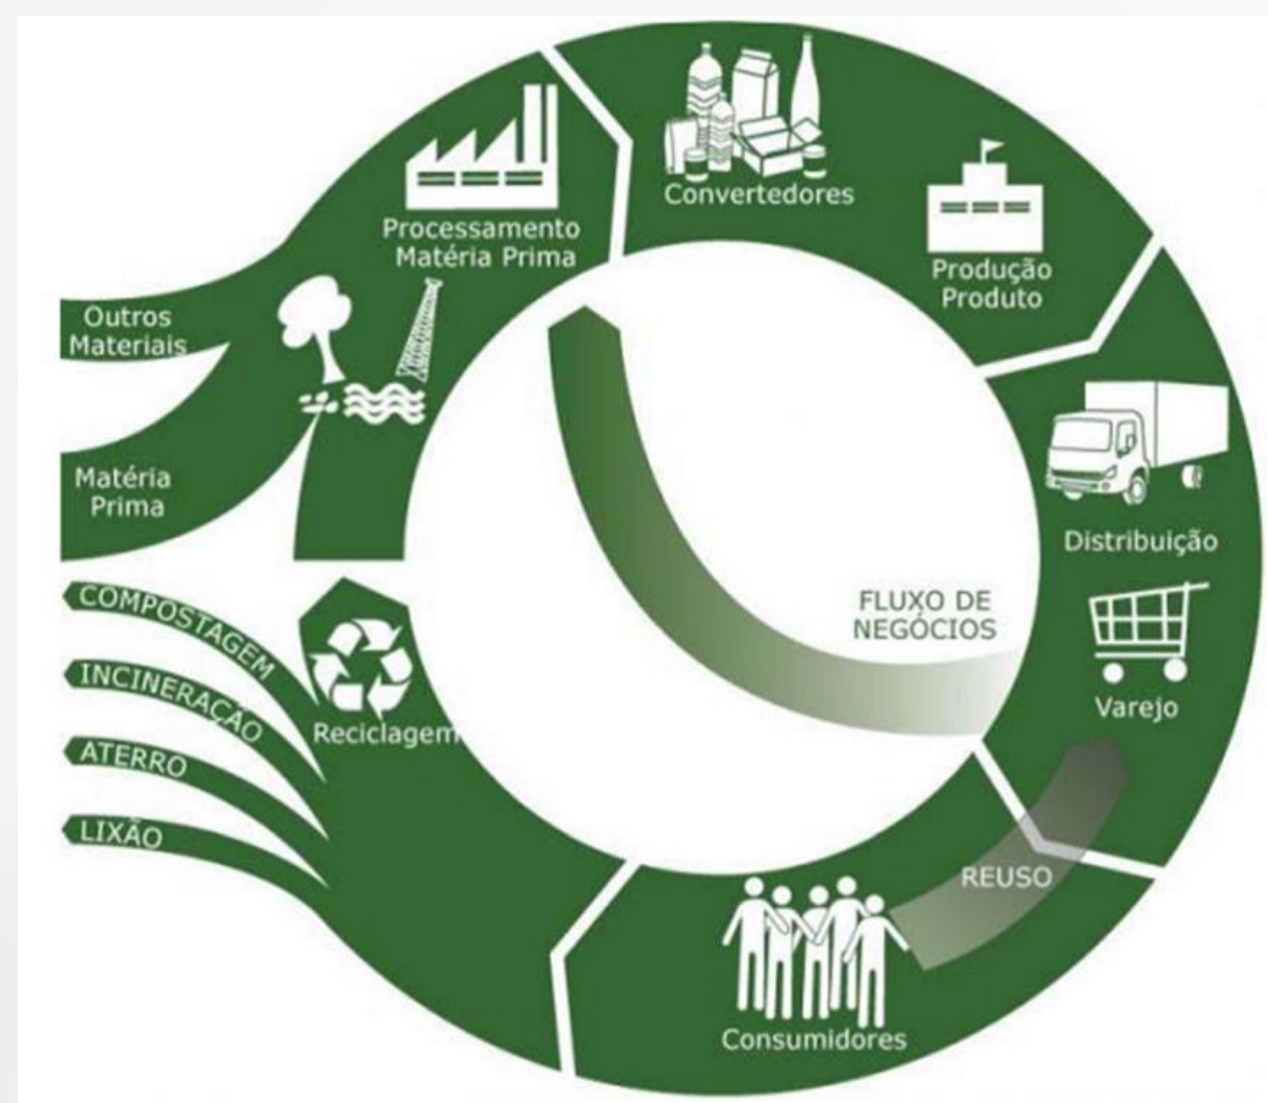 Convertedores
Processamento
Matéria Prima
Produção
Produto
Outros
Materiais
Matéria
Prima
Distribuição
COMPOSTAGEM
FLUXO DE
NEGÓCIOS
INCINERAÇÃO
Varejo
Reciclagem
ATERRO
LIXÃO
REUSO
Consumidores